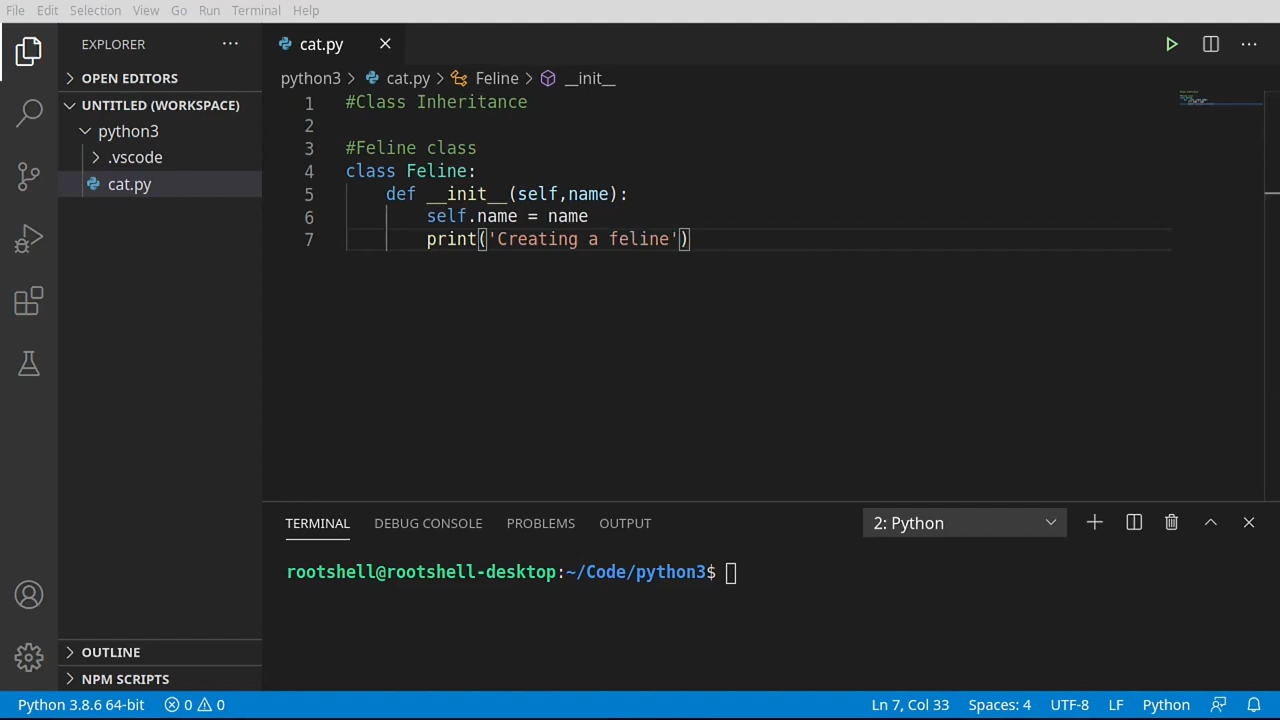 File Edit Selection View Go Run Terminal Help
EXPLORER
cat.py
OPEN EDITORS
python3 cat.py Feline __init__
UNTITLED (WORKSPACE)
python3
.vscode
cat.py
1 #Class Inheritance
2
3 #Feline class
4 class Feline:
5 def __init__(self,name):
6 self.name = name
7 print('Creating a feline')
TERMINAL DEBUG CONSOLE PROBLEMS OUTPUT 2: Python
rootshell@rootshell-desktop:~/Code/python3$
OUTLINE
NPM SCRIPTS
Python 3.8.6 64-bit 0 0 Ln 7, Col 33 Spaces: 4 UTF-8 LF Python